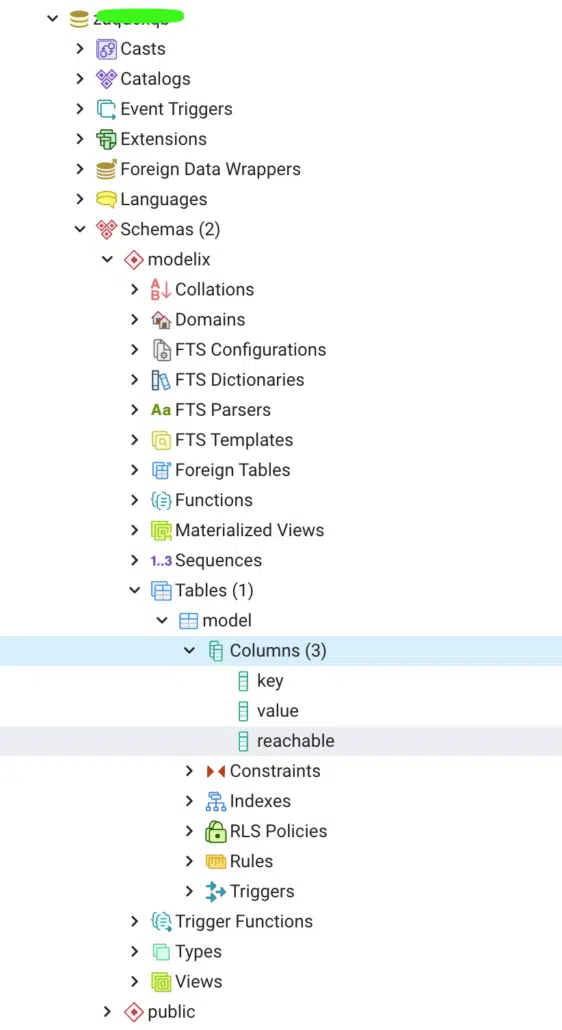 Casts
Catalogs
Event Triggers
Extensions
Foreign Data Wrappers
Languages
Schemas (2)
modelix
Collations
Domains
FTS Configurations
FTS Dictionaries
Aa FTS Parsers
FTS Templates
Foreign Tables
Functions
Materialized Views
1..3 Sequences
Tables (1)
model
Columns (3)
key
value
reachable
Constraints
Indexes
RLS Policies
Rules
Triggers
Trigger Functions
Types
Views
public